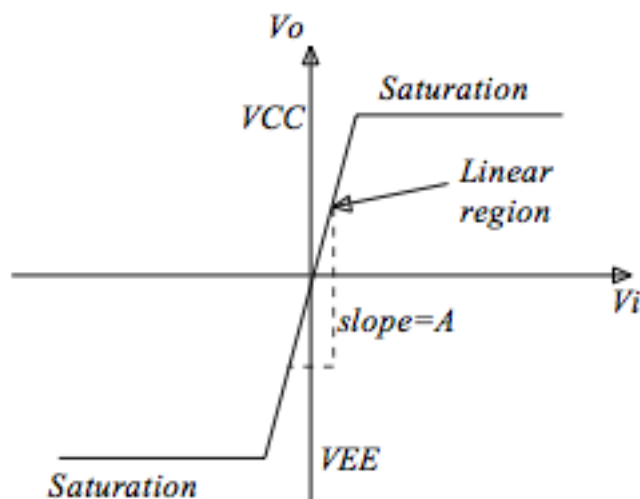 Vo
Saturation
VCC
Linear
region
Vi
slope=A
VEE
Saturation